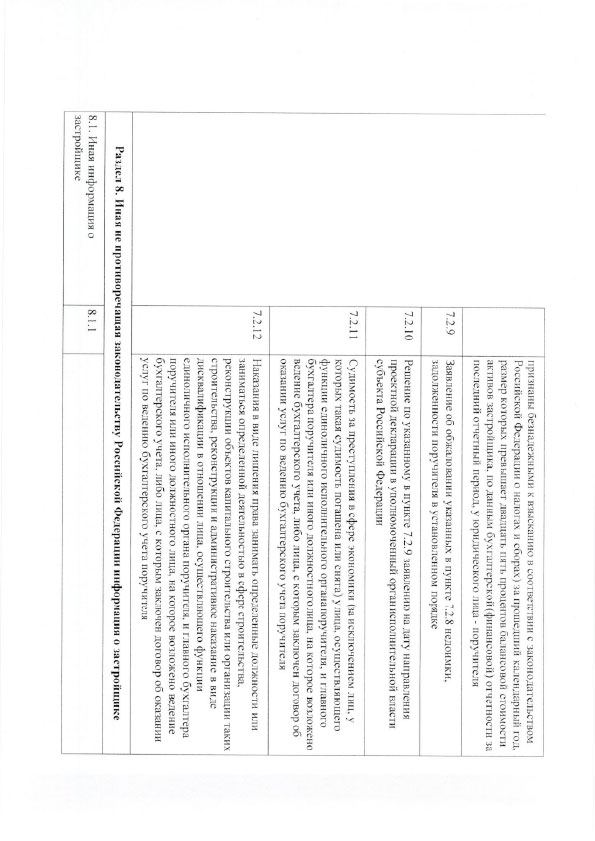 признаны безнадежными к взысканию в соответствии с законодательством
Российской Федерации о налогах и сборах) за прошедший календарный год,
размер которых превышает двадцать пять процентов балансовой стоимости
активов застройщика, по данным бухгалтерской (финансовой) отчетности за
последний отчетный период, у юридического лица - поручителя
7.2.9
Заявление об обжаловании указанных в пункте 7.2.8 недоимки,
задолженности поручителя в установленном порядке
7.2.10
Решение по указанному в пункте 7.2.9 заявлению на дату направления
проектной декларации в уполномоченный орган исполнительной власти
субъекта Российской Федерации
7.2.11
Судимость за преступления в сфере экономики (за исключением лиц, у
которых такая судимость погашена или снята) у лица, осуществляющего
функции единоличного исполнительного органа поручителя, и главного
бухгалтера поручителя или иного должностного лица, на которое возложено
ведение бухгалтерского учета, либо лица, с которым заключен договор об
оказании услуг по ведению бухгалтерского учета поручителя
7.2.12
Наказания в виде лишения права занимать определенные должности или
заниматься определенной деятельностью в сфере строительства,
реконструкции объектов капитального строительства или организации таких
строительства, реконструкции и административное наказание в виде
дисквалификации в отношении лица, осуществляющего функции
единоличного исполнительного органа поручителя, и главного бухгалтера
поручителя или иного должностного лица, на которое возложено ведение
бухгалтерского учета, либо лица, с которым заключен договор об оказании
услуг по ведению бухгалтерского учета поручителя
Раздел 8. Иная не противоречащая законодательству Российской Федерации информация о застройщике
8.1. Иная информация о
застройщике
8.1.1